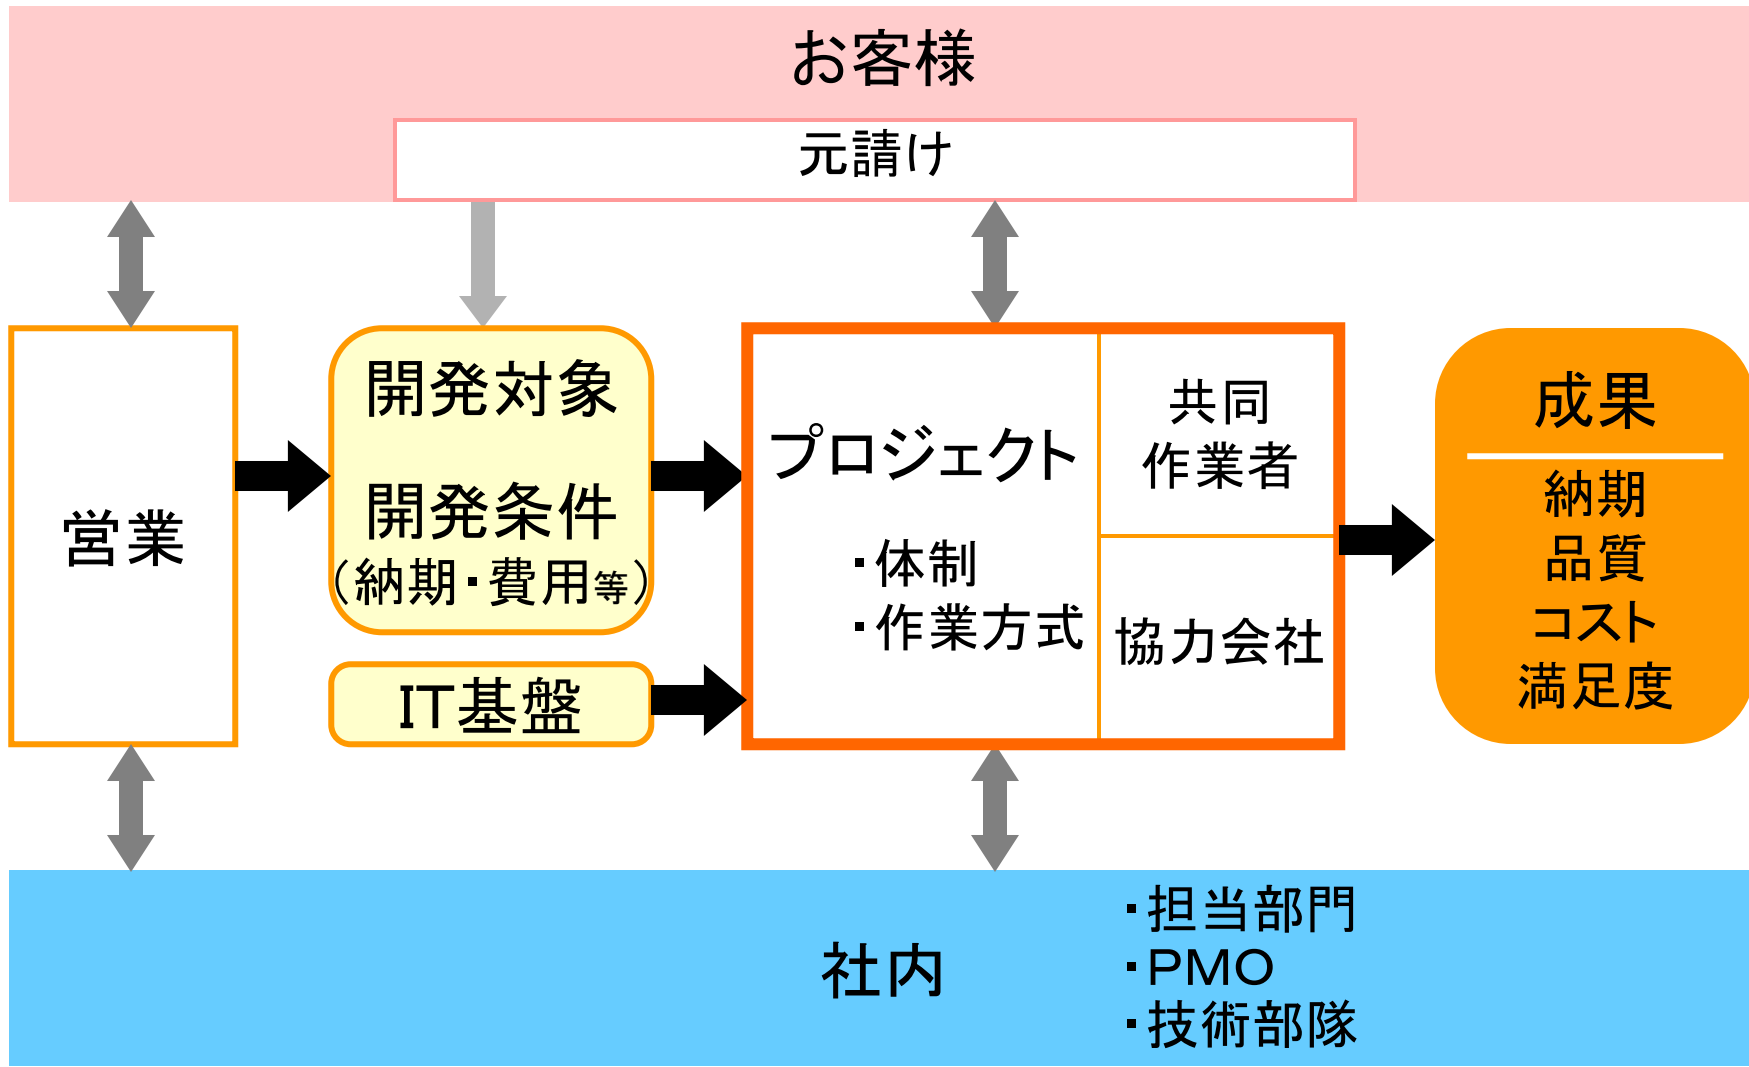 お客様
元請け
営業
開発対象
開発条件
（納期・費用等）
IT基盤
プロジェクト
・体制
・作業方式
共同
作業者
協力会社
成果
納期
品質
コスト
満足度
社内
・担当部門
・PMO
・技術部隊